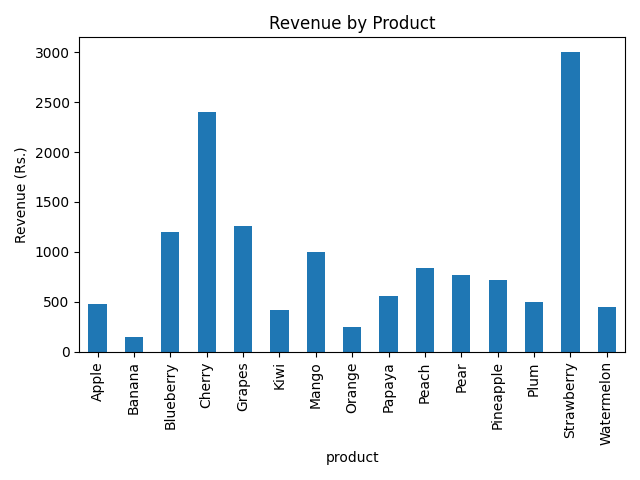 Revenue by Product
Revenue (Rs.)
3000
2500
2000
1500
1000
500
0
Apple
Banana
Blueberry
Cherry
Grapes
Kiwi
Mango
Orange
Papaya
Peach
Pear
Pineapple
Plum
Strawberry
Watermelon
product